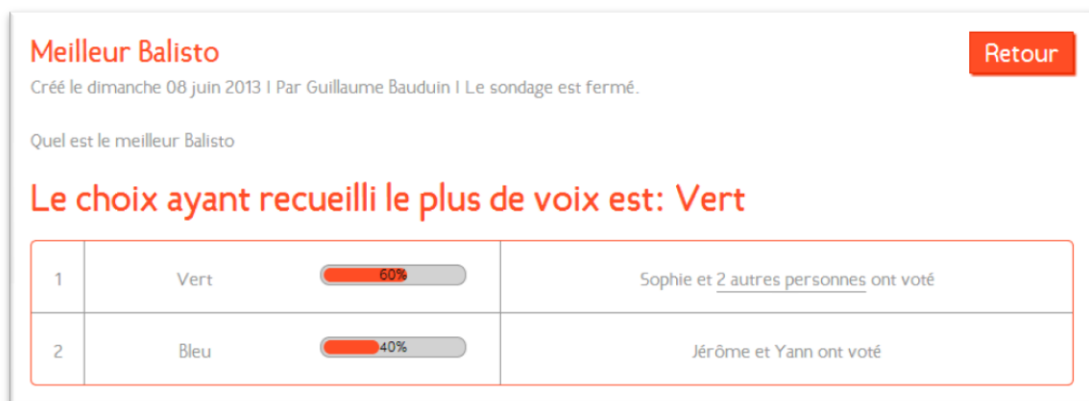 Meilleur Balisto
Retour
Créé le dimanche 08 juin 2013 | Par Guillaume Bauduin | Le sondage est fermé.
Quel est le meilleur Balisto
Le choix ayant recueilli le plus de voix est: Vert
1 Vert 60% Sophie et 2 autres personnes ont voté
2 Bleu 40% Jérôme et Yann ont voté